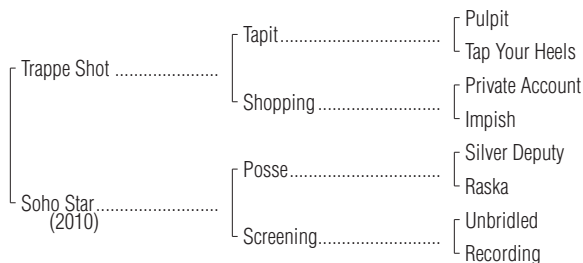 Pulpit
Tapit
Tap Your Heels
Trappe Shot
Private Account
Shopping
Impish
Silver Deputy
Posse
Raska
Soho Star
(2010)
Unbridled
Screening
Recording